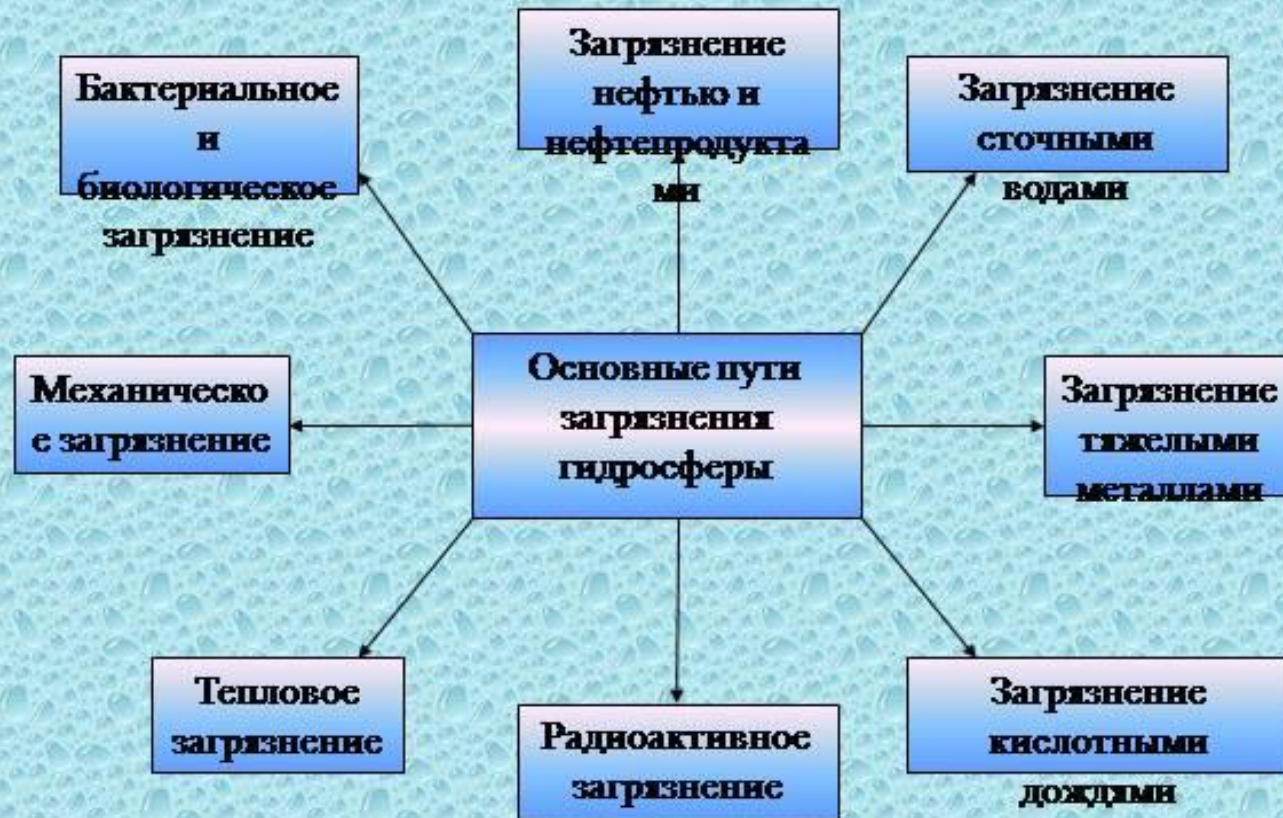 Загрязнение
нефтью и
нефтепродукта
ми
Бактериальное
и
биологическое
загрязнение
Загрязнение
сточными
водами
Основные пути
загрязнения
гидросферы
Механическо
е загрязнение
Загрязнение
тяжелыми
металлами
Тепловое
загрязнение
Радиоактивное
загрязнение
Загрязнение
кислотными
дождями